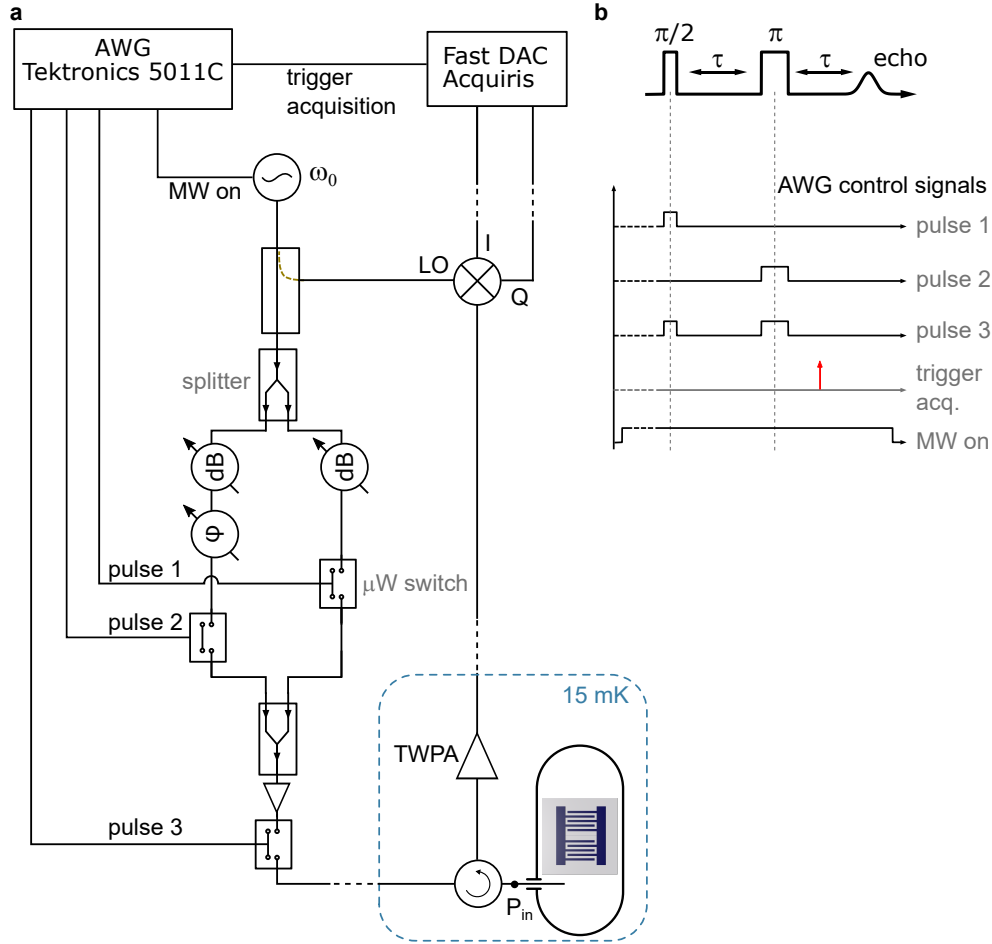 a
AWG
Tektronics 5011C
trigger
acquisition
Fast DAC
Acquiris
MW on
ω0
LO
I
Q
splitter
dB
dB
φ
pulse 1
μW switch
pulse 2
15 mK
TWPA
pulse 3
Pin
b
π/2
π
τ
τ
echo
AWG control signals
pulse 1
pulse 2
pulse 3
trigger
acq.
MW on